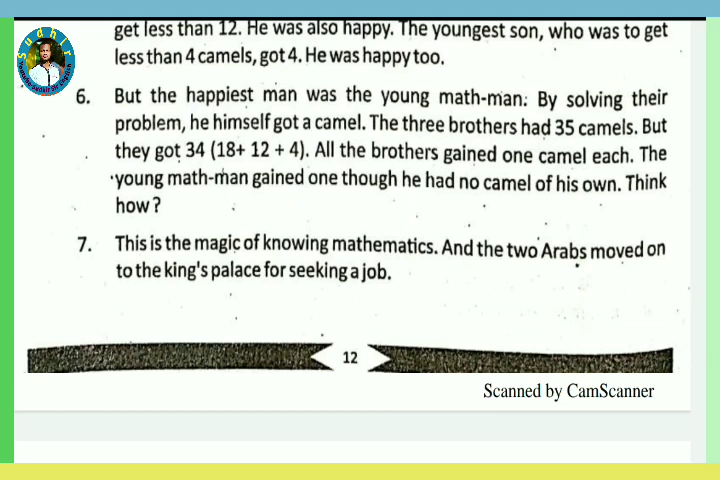 get less than 12. He was also happy. The youngest son, who was to get
less than 4 camels, got 4. He was happy too.
6. But the happiest man was the young math-man. By solving their
problem, he himself got a camel. The three brothers had 35 camels. But
they got 34 (18+ 12 + 4). All the brothers gained one camel each. The
young math-man gained one though he had no camel of his own. Think
how?
7. This is the magic of knowing mathematics. And the two Arabs moved on
to the king's palace for seeking a job.
12
Scanned by CamScanner
Sudhir